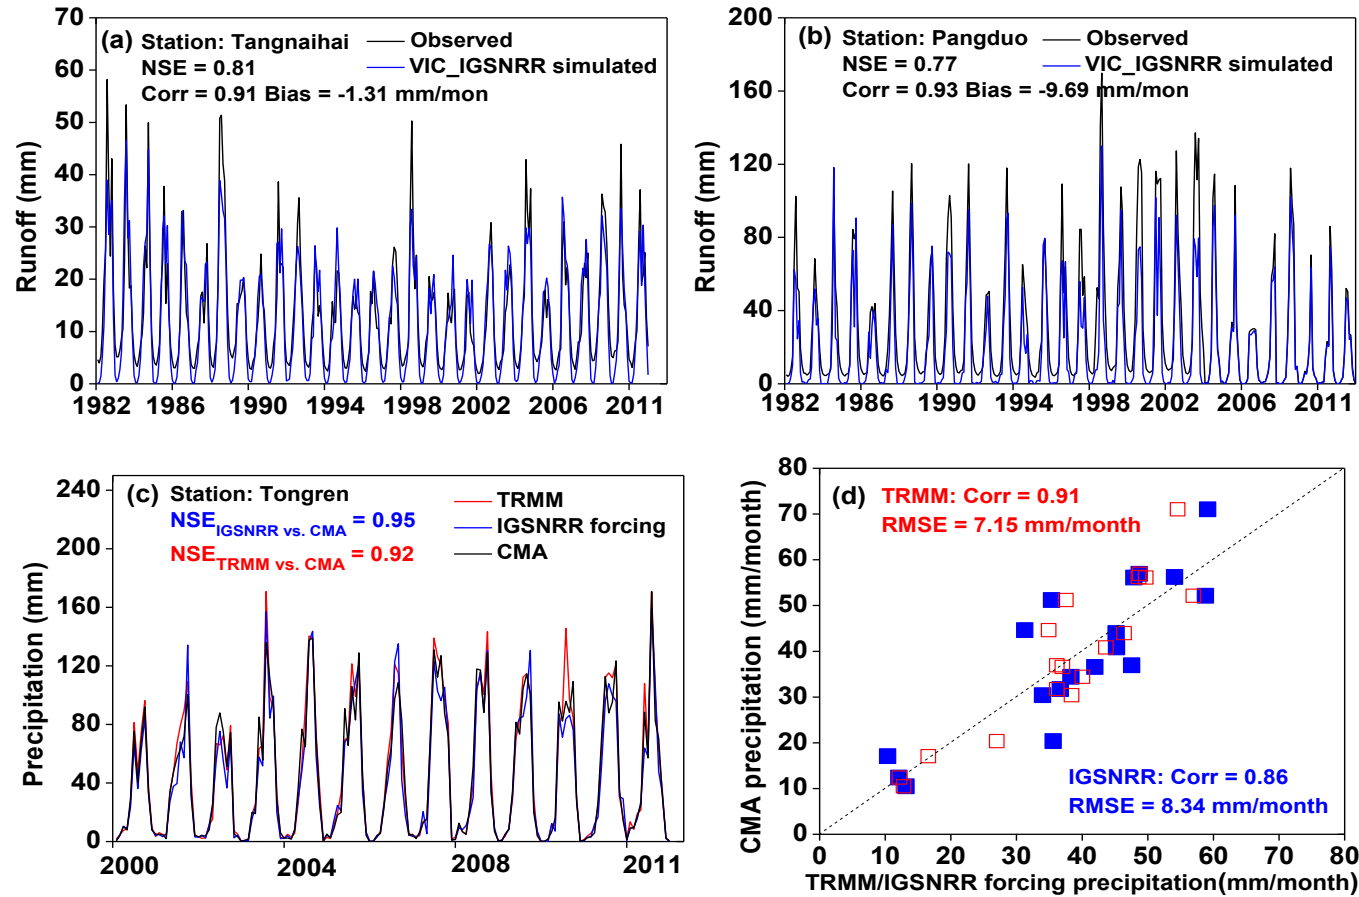 (a) Station: Tangnaihai
NSE = 0.81
Corr = 0.91 Bias = -1.31 mm/mon
Observed
VIC_IGSNRR simulated
Runoff (mm)
70
60
50
40
30
20
10
0
1982 1986 1990 1994 1998 2002 2006 2011
(b) Station: Pangduo
NSE = 0.77
Corr = 0.93 Bias = -9.69 mm/mon
Observed
VIC_IGSNRR simulated
Runoff (mm)
200
160
120
80
40
0
1982 1986 1990 1994 1998 2002 2006 2011
(c) Station: Tongren
NSE IGSNRR vs. CMA = 0.95
NSE TRMM vs. CMA = 0.92
TRMM
IGSNRR forcing
CMA
Precipitation (mm)
240
200
160
120
80
40
0
2000 2004 2008 2011
(d) TRMM: Corr = 0.91
RMSE = 7.15 mm/month
IGSNRR: Corr = 0.86
RMSE = 8.34 mm/month
CMA precipitation (mm/month)
80
70
60
50
40
30
20
10
0
0 10 20 30 40 50 60 70 80
TRMM/IGSNRR forcing precipitation(mm/month)